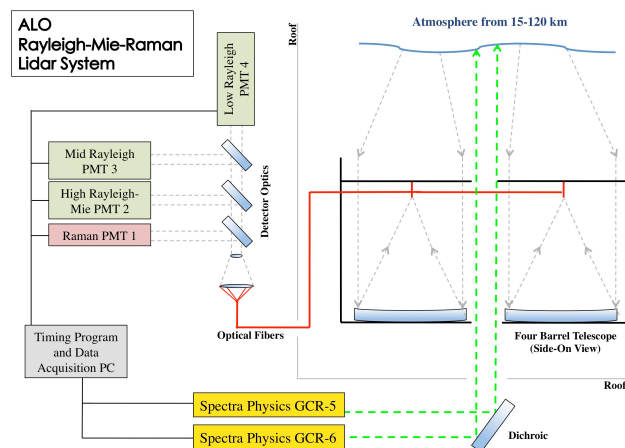 ALO
Rayleigh-Mie-Raman
Lidar System
Low Rayleigh
PMT 4
Roof
Atmosphere from 15-120 km
Mid Rayleigh
PMT 3
High Rayleigh-
Mie PMT 2
Raman PMT 1
Detector Optics
Optical Fibers
Four Barrel Telescope
(Side-On View)
Timing Program
and Data
Acquisition PC
Roof
Spectra Physics GCR-5
Spectra Physics GCR-6
Dichroic